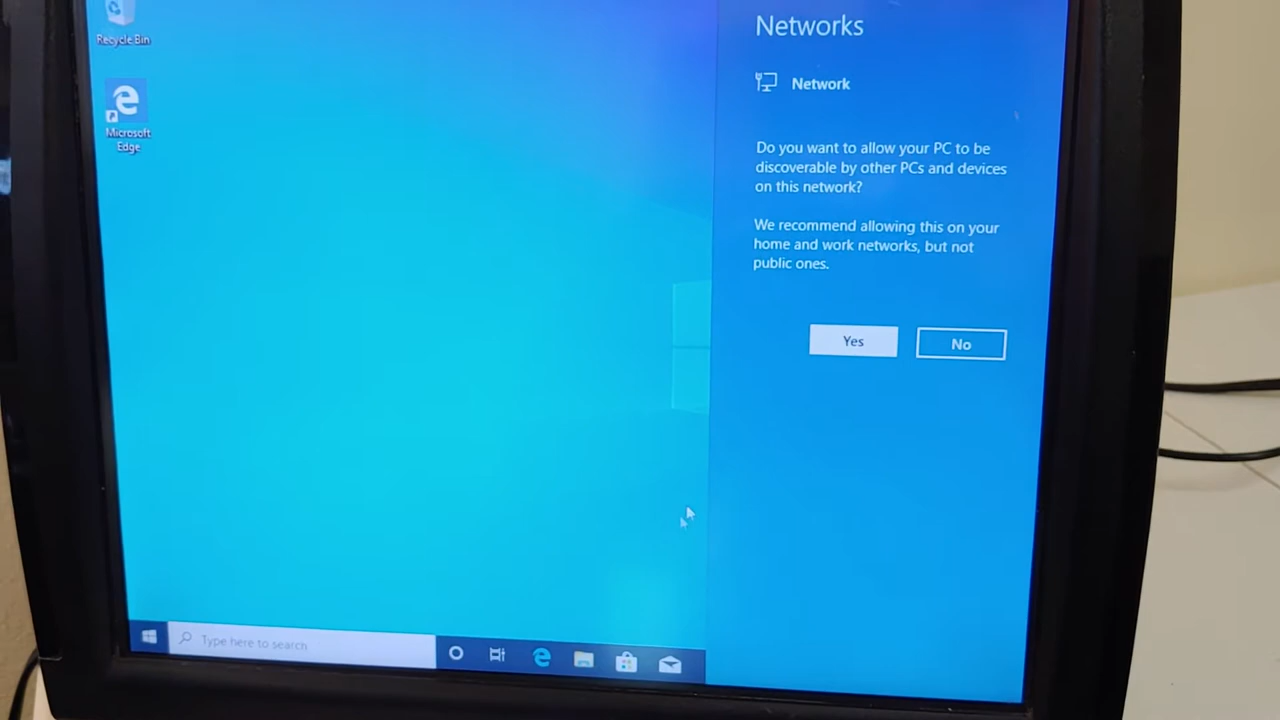 Recycle Bin
Microsoft
Edge
Networks
Network
Do you want to allow your PC to be
discoverable by other PCs and devices
on this network?
We recommend allowing this on your
home and work networks, but not
public ones.
Yes
No
Type here to search